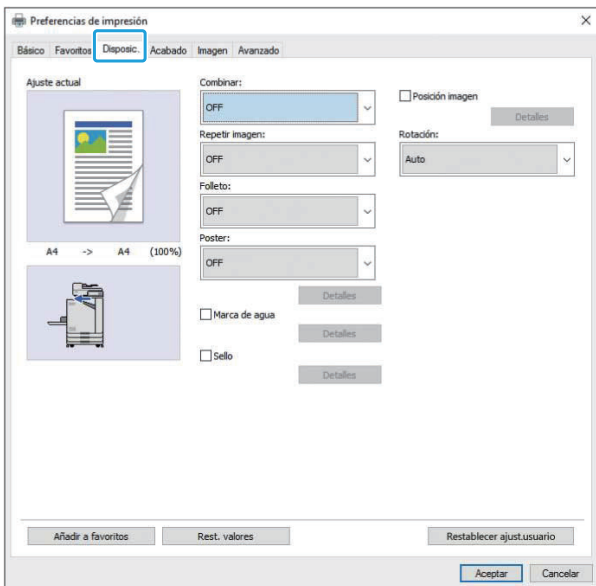 Preferencias de impresión
Básico Favoritos Disposic. Acabado Imagen Avanzado
Ajuste actual
A4 -> A4 (100%)
Combinar:
OFF
Repetir imagen:
OFF
Folleto:
OFF
Poster:
OFF
Detalles
Marca de agua
Detalles
Sello
Detalles
Posición imagen
Detalles
Rotación:
Auto
Añadir a favoritos Rest. valores Restablecer ajust.usuario
Aceptar Cancelar